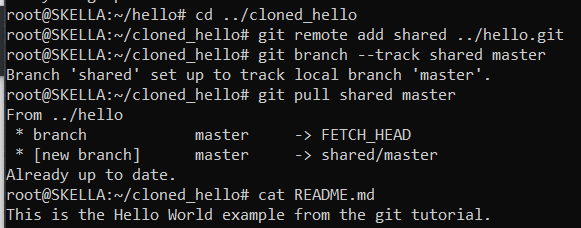 root@SKELLA:~/hello# cd ../cloned_hello
root@SKELLA:~/cloned_hello# git remote add shared ../hello.git
root@SKELLA:~/cloned_hello# git branch --track shared master
Branch 'shared' set up to track local branch 'master'.
root@SKELLA:~/cloned_hello# git pull shared master
From ../hello
 * branch            master     -> FETCH_HEAD
 * [new branch]      master     -> shared/master
Already up to date.
root@SKELLA:~/cloned_hello# cat README.md
This is the Hello World example from the git tutorial.